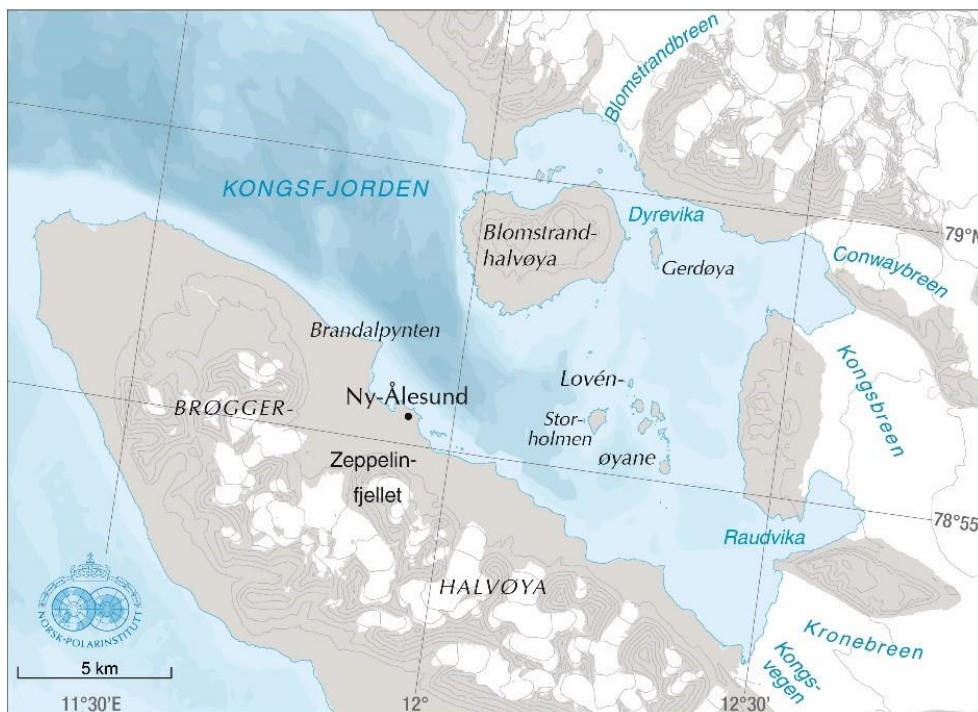 Blomstrandbreen
KONGSFJORDEN
Dyrevika
79°N
Blomstrand-
halvøya
Gerdøya
Conwaybreen
Brandalpynten
Kongsbreen
Lovén-
Ny-Ålesund
BRØGGER-
Stor-
holmen
øyane
Zeppelin-
fjellet
78°55
Raudvika
HALVØYA
NORSK-POLARINSTITUTT
Kronebreen
Kongs-
vegen
5 km
11°30'E
12°
12°30'